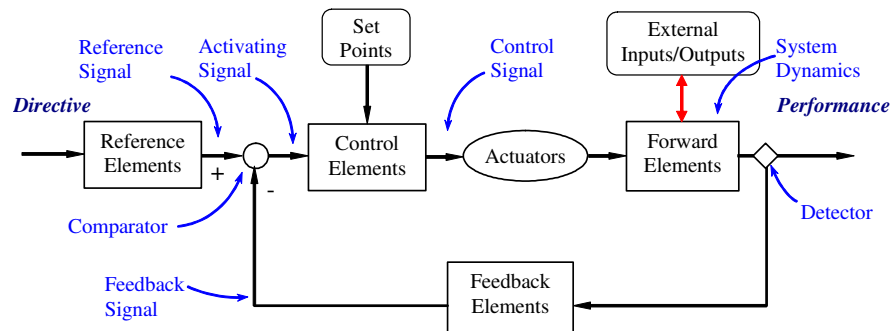 Set
Points
External
Inputs/Outputs
Reference
Signal
Activating
Signal
Control
Signal
System
Dynamics
Directive
Performance
Reference
Elements
+
-
Control
Elements
Actuators
Forward
Elements
Comparator
Detector
Feedback
Signal
Feedback
Elements